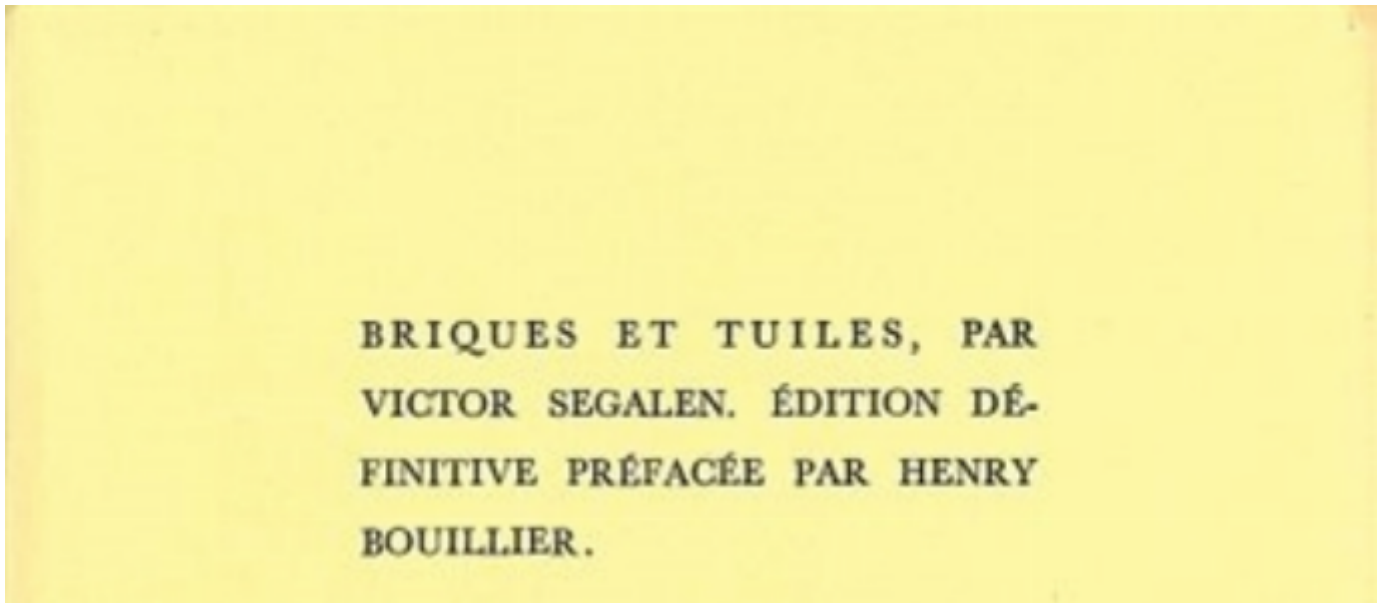 BRIQUES ET TUILES, PAR
VICTOR SEGALEN. ÉDITION DÉ-
FINITIVE PRÉFACÉE PAR HENRY
BOUILLIER.